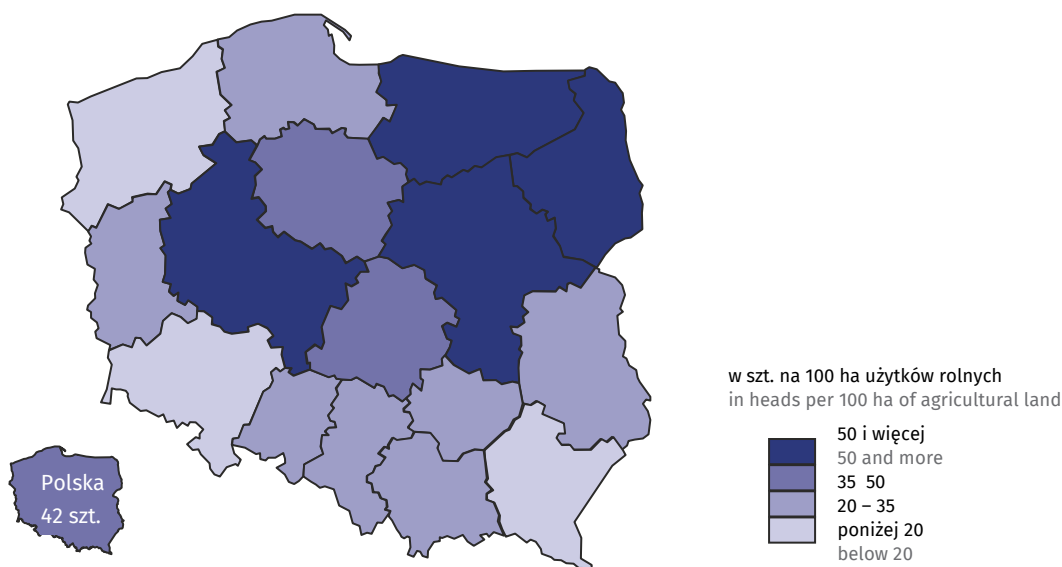 w szt. na 100 ha użytków rolnych
in heads per 100 ha of agricultural land
50 i więcej
50 and more
35 50
20 – 35
poniżej 20
below 20
Polska
42 szt.